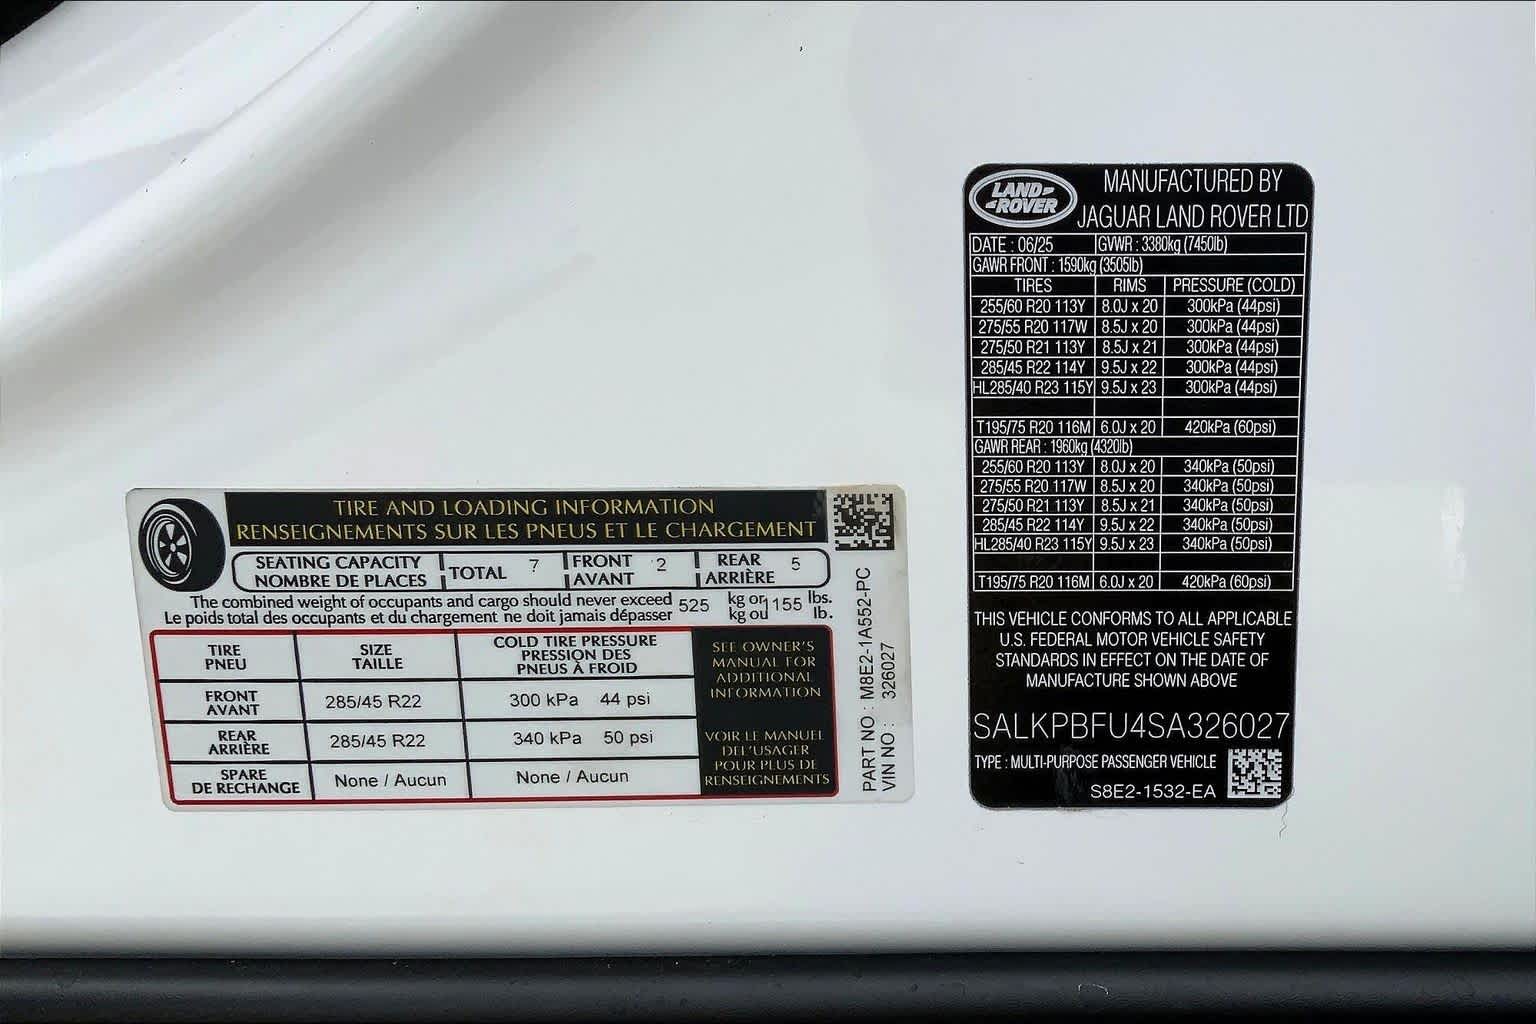 TIRE AND LOADING INFORMATION
RENSEIGNEMENTS SUR LES PNEUS ET LE CHARGEMENT
SEATING CAPACITY
NOMBRE DE PLACES
TOTAL 7
FRONT
AVANT 2
REAR
ARRIÈRE 5
The combined weight of occupants and cargo should never exceed 525 kg or 1155 lbs.
Le poids total des occupants et du chargement ne doit jamais dépasser kg ou lb.
TIRE
PNEU
SIZE
TAILLE
COLD TIRE PRESSURE
PRESSION DES
PNEUS À FROID
FRONT
AVANT
285/45 R22
300 kPa 44 psi
REAR
ARRIÈRE
285/45 R22
340 kPa 50 psi
SPARE
DE RECHANGE
None / Aucun
None / Aucun
SEE OWNER'S
MANUAL FOR
ADDITIONAL
INFORMATION
VOIR LE MANUEL
DEL'USAGER
POUR PLUS DE
RENSEIGNEMENTS
PART NO : M8E2-1A552-PC
VIN NO : 326027
LAND
ROVER
MANUFACTURED BY
JAGUAR LAND ROVER LTD
DATE : 06/25 GVWR : 3380kg (7450lb)
GAWR FRONT : 1590kg (3505lb)
TIRES RIMS PRESSURE (COLD)
255/60 R20 113Y 8.0J x 20 300kPa (44psi)
275/55 R20 117W 8.5J x 20 300kPa (44psi)
275/50 R21 113Y 8.5J x 21 300kPa (44psi)
285/45 R22 114Y 9.5J x 22 300kPa (44psi)
HL285/40 R23 115Y 9.5J x 23 300kPa (44psi)
T195/75 R20 116M 6.0J x 20 420kPa (60psi)
GAWR REAR : 1960kg (4320lb)
255/60 R20 113Y 8.0J x 20 340kPa (50psi)
275/55 R20 117W 8.5J x 20 340kPa (50psi)
275/50 R21 113Y 8.5J x 21 340kPa (50psi)
285/45 R22 114Y 9.5J x 22 340kPa (50psi)
HL285/40 R23 115Y 9.5J x 23 340kPa (50psi)
T195/75 R20 116M 6.0J x 20 420kPa (60psi)
THIS VEHICLE CONFORMS TO ALL APPLICABLE
U.S. FEDERAL MOTOR VEHICLE SAFETY
STANDARDS IN EFFECT ON THE DATE OF
MANUFACTURE SHOWN ABOVE
SALKPBFU4SA326027
TYPE : MULTI-PURPOSE PASSENGER VEHICLE
S8E2-1532-EA